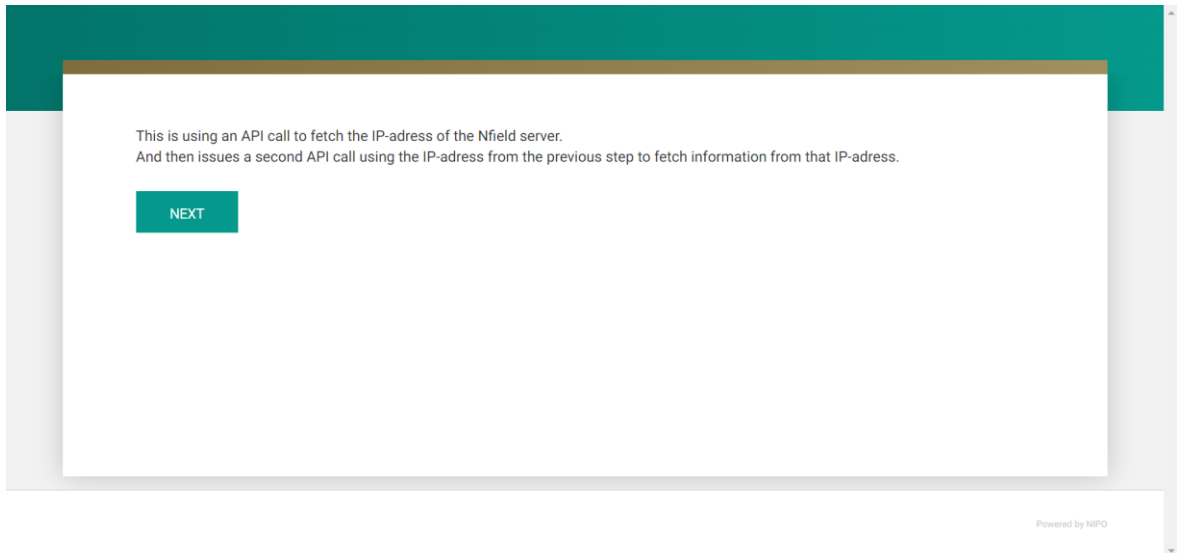 This is using an API call to fetch the IP-adress of the Nfield server.
And then issues a second API call using the IP-adress from the previous step to fetch information from that IP-adress.
NEXT
Powered by NIPO